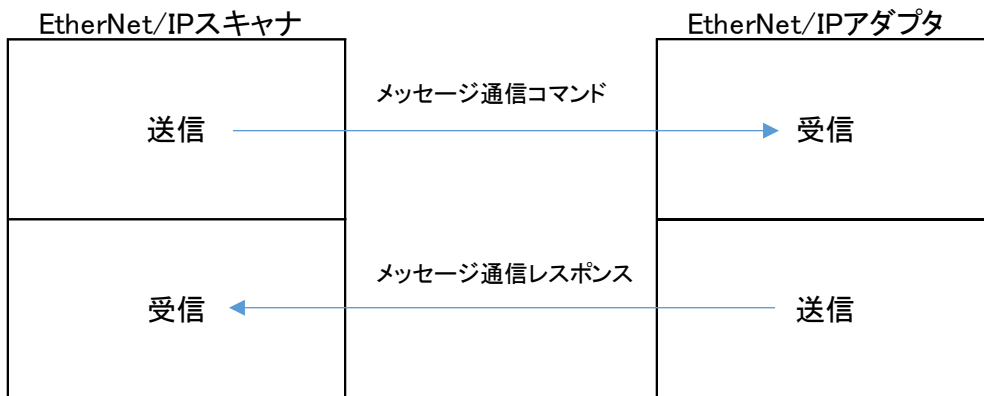 EtherNet/IPスキャナ
EtherNet/IPアダプタ
メッセージ通信コマンド
送信
受信
メッセージ通信レスポンス
受信
送信